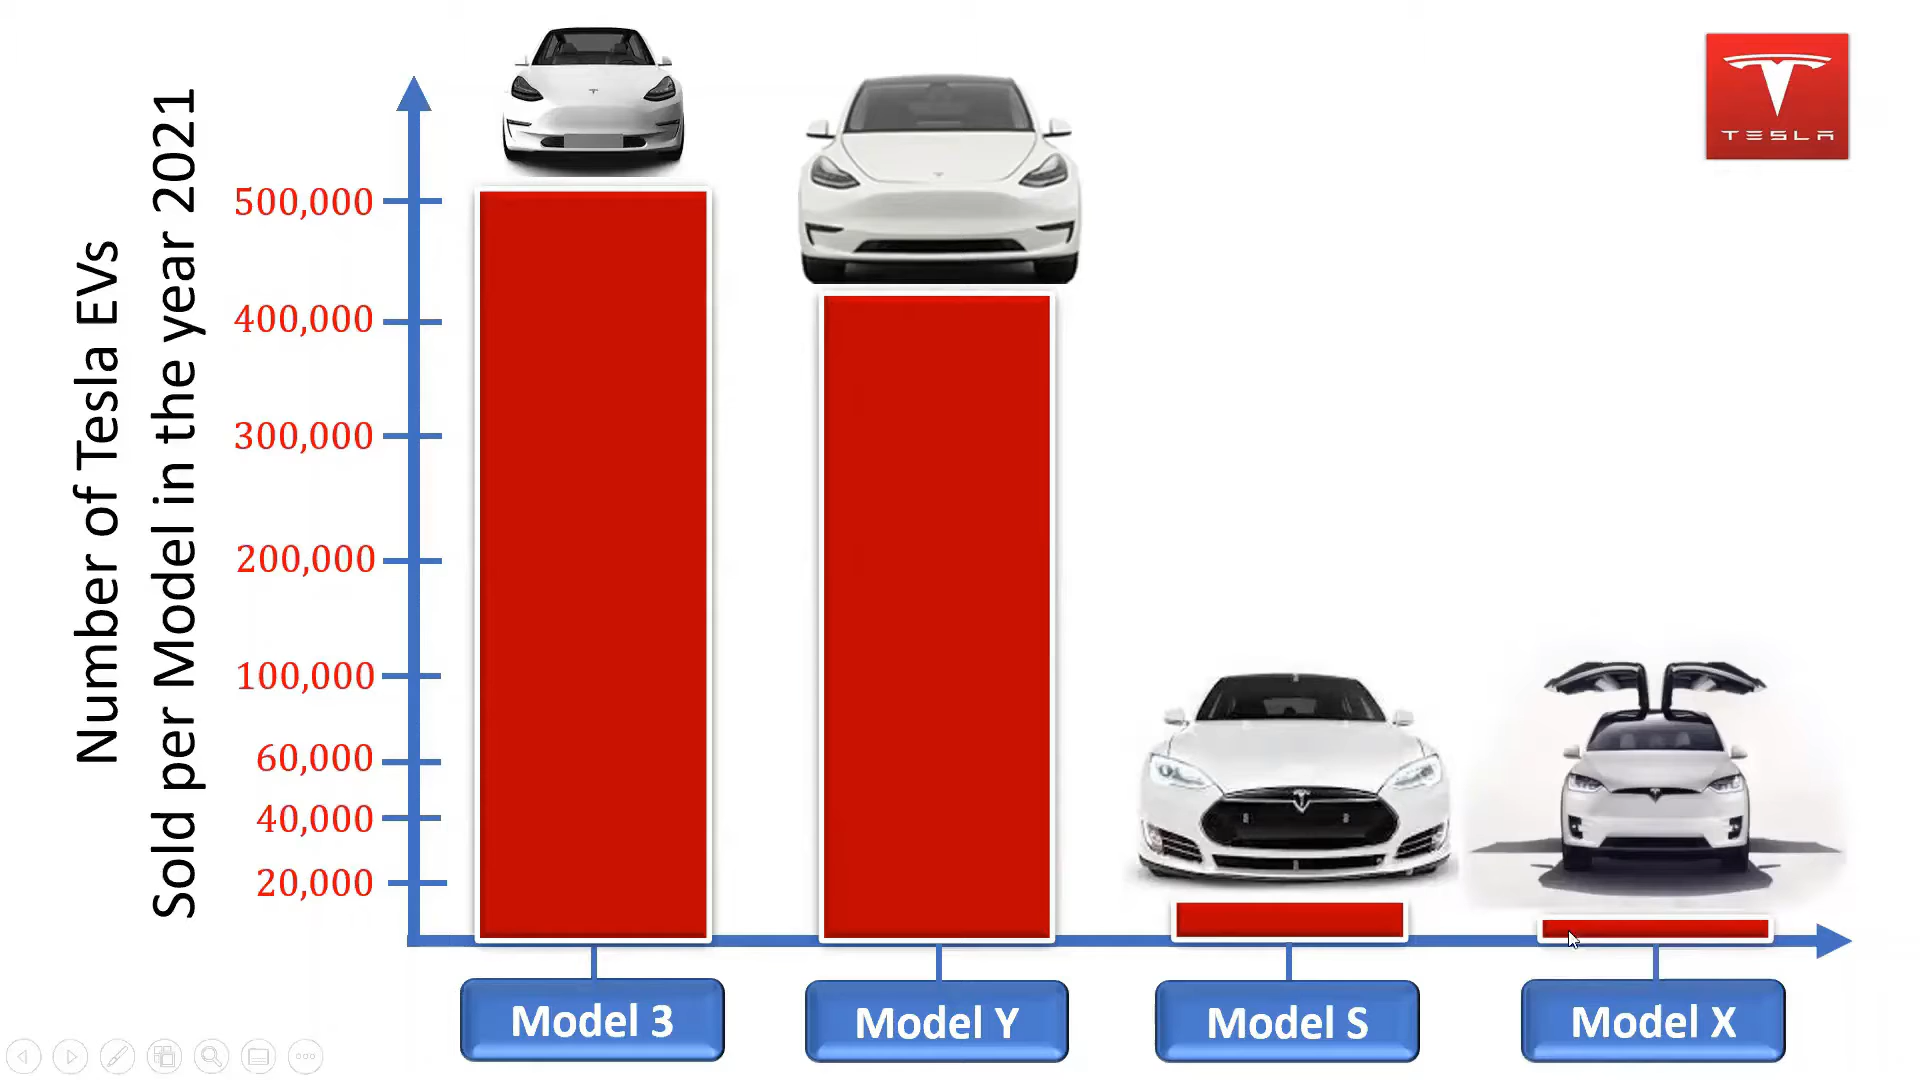 Number of Tesla EVs
Sold per Model in the year 2021
TESLA
500,000
400,000
300,000
200,000
100,000
60,000
40,000
20,000
Model 3
Model Y
Model S
Model X